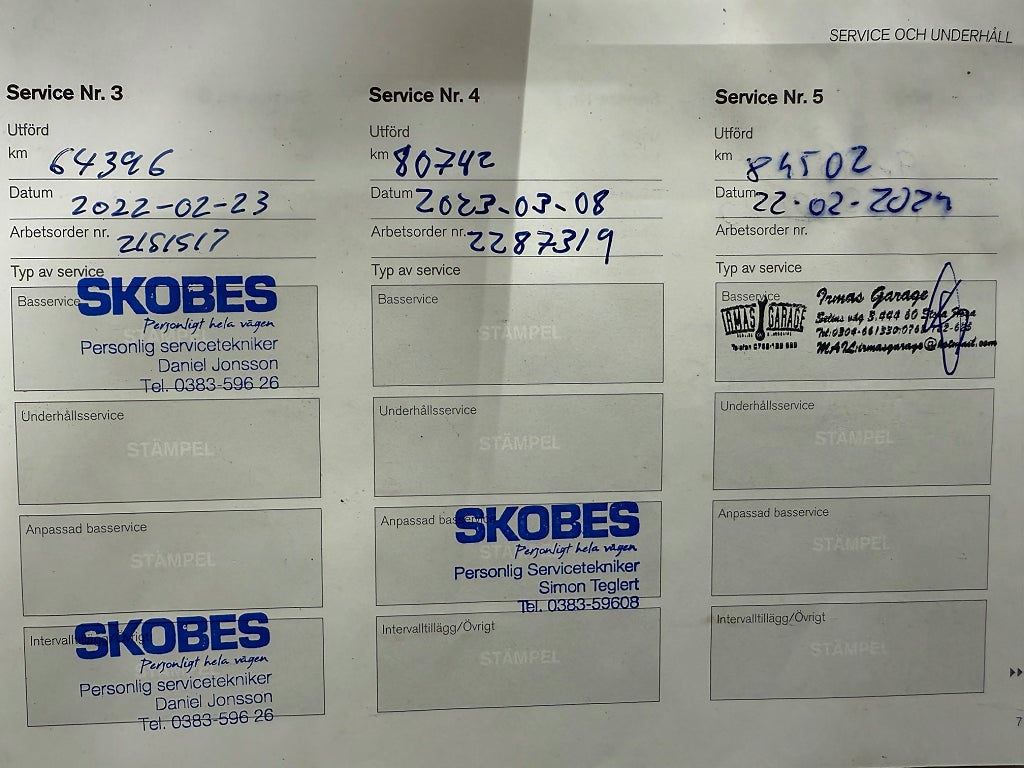 SERVICE OCH UNDERHÅLL
Service Nr. 3
Utförd
km 64396
Datum 2022-02-23
Arbetsorder nr. 2151517
Typ av service
Basservice
SKOBES
Personligt hela vägen
Personlig servicetekniker
Daniel Jonsson
Tel. 0383-596 26
Underhållsservice
STÄMPEL
Anpassad basservice
STÄMPEL
SKOBES
Personligt hela vägen
Personlig servicetekniker
Daniel Jonsson
Tel. 0383-596 26
Service Nr. 4
Utförd
km 80742
Datum 2023-03-08
Arbetsorder nr. 2287319
Typ av service
Basservice
STÄMPEL
Underhållsservice
STÄMPEL
Anpassad
SKOBES
Personligt hela vägen
Personlig Servicetekniker
Simon Teglert
Tel. 0383-59608
Intervalltillägg/Övrigt
STÄMPEL
Service Nr. 5
Utförd
km 84502
Datum 22-02-2024
Arbetsorder nr.
Typ av service
Basservice
IRMAS GARAGE
Irmas Garage
Underhållsservice
STÄMPEL
Anpassad basservice
STÄMPEL
Intervalltillägg/Övrigt
STÄMPEL
7